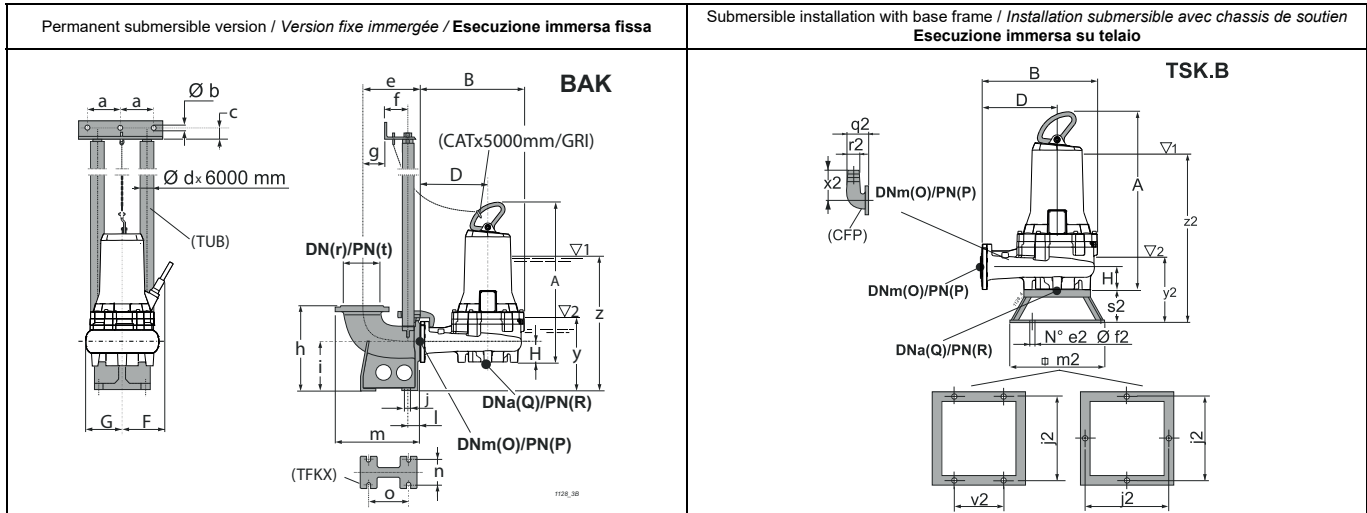 Permanent submersible version / Version fixe immergée / Esecuzione immersa fissa
Submersible installation with base frame / Installation submersible avec chassis de soutien
Esecuzione immersa su telaio
BAK
e
B
f
a
a
Ø b
c
g
(CATx5000mm/GRI)
D
Ø d× 6000 mm
(TUB)
DN(r)/PN(t)
▽1
A
▽2
z
h
i
H
y
j
l
DNa(Q)/PN(R)
G
F
m
DNm(O)/PN(P)
(TFKX)
n
o
1128_3B
TSK.B
B
D
q2
r2
x2
(CFP)
DNm(O)/PN(P)
▽1
A
z2
▽2
H
y2
s2
DNm(O)/PN(P)
N° e2 Ø f2
m2
DNa(Q)/PN(R)
j2
v2
j2
j2